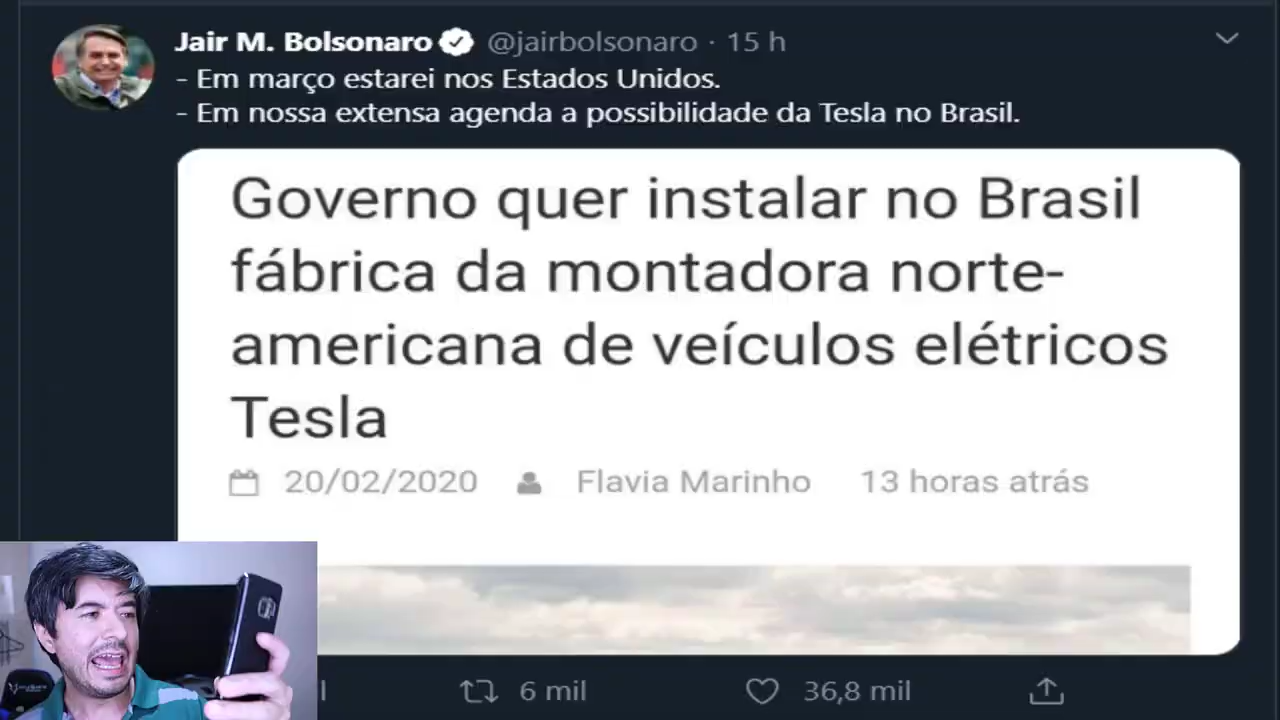 Jair M. Bolsonaro @jairbolsonaro · 15 h
- Em março estarei nos Estados Unidos.
- Em nossa extensa agenda a possibilidade da Tesla no Brasil.
Governo quer instalar no Brasil
fábrica da montadora norte-
americana de veículos elétricos
Tesla
20/02/2020 Flavia Marinho 13 horas atrás
6 mil 36,8 mil